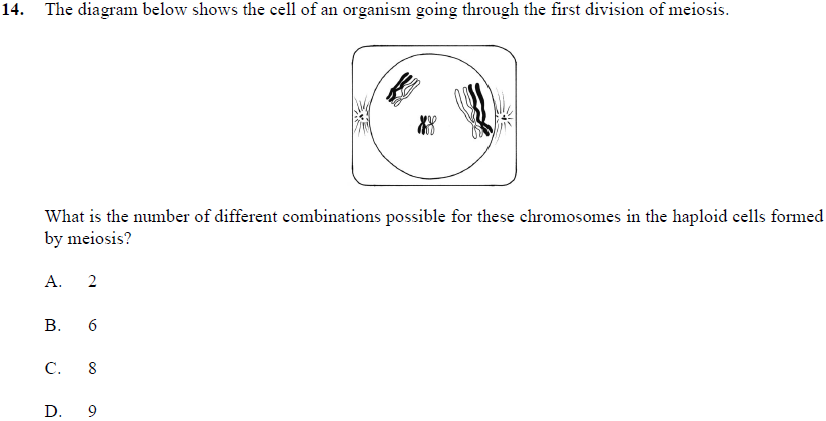 14. The diagram below shows the cell of an organism going through the first division of meiosis.
What is the number of different combinations possible for these chromosomes in the haploid cells formed
by meiosis?
A. 2
B. 6
C. 8
D. 9